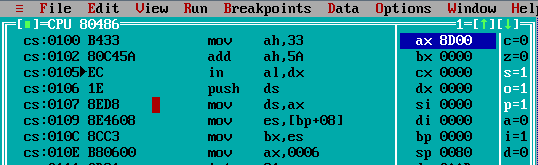 ≡ File Edit View Run Breakpoints Data Options Window Help
[■]=CPU 80486 1=[↑][↓]
cs:0100 B433 mov ah,33 ax 8D00 c=0
cs:0102 80C45A add ah,5A bx 0000 z=0
cs:0105►EC in al,dx cx 0000 s=1
cs:0106 1E push ds dx 0000 o=1
cs:0107 8ED8 mov ds,ax si 0000 p=1
cs:0109 8E4608 mov es,[bp+08] di 0000 a=0
cs:010C 8CC3 mov bx,es bp 0000 i=1
cs:010E B80600 mov ax,0006 sp 0080 d=0